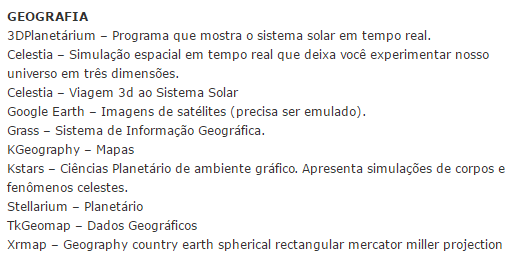 GEOGRAFIA
3DPlanetárium – Programa que mostra o sistema solar em tempo real.
Celestia – Simulação espacial em tempo real que deixa você experimentar nosso
universo em três dimensões.
Celestia – Viagem 3d ao Sistema Solar
Google Earth – Imagens de satélites (precisa ser emulado).
Grass – Sistema de Informação Geográfica.
KGeography – Mapas
Kstars – Ciências Planetário de ambiente gráfico. Apresenta simulações de corpos e
fenômenos celestes.
Stellarium – Planetário
TkGeomap – Dados Geográficos
Xrmap – Geography country earth spherical rectangular mercator miller projection